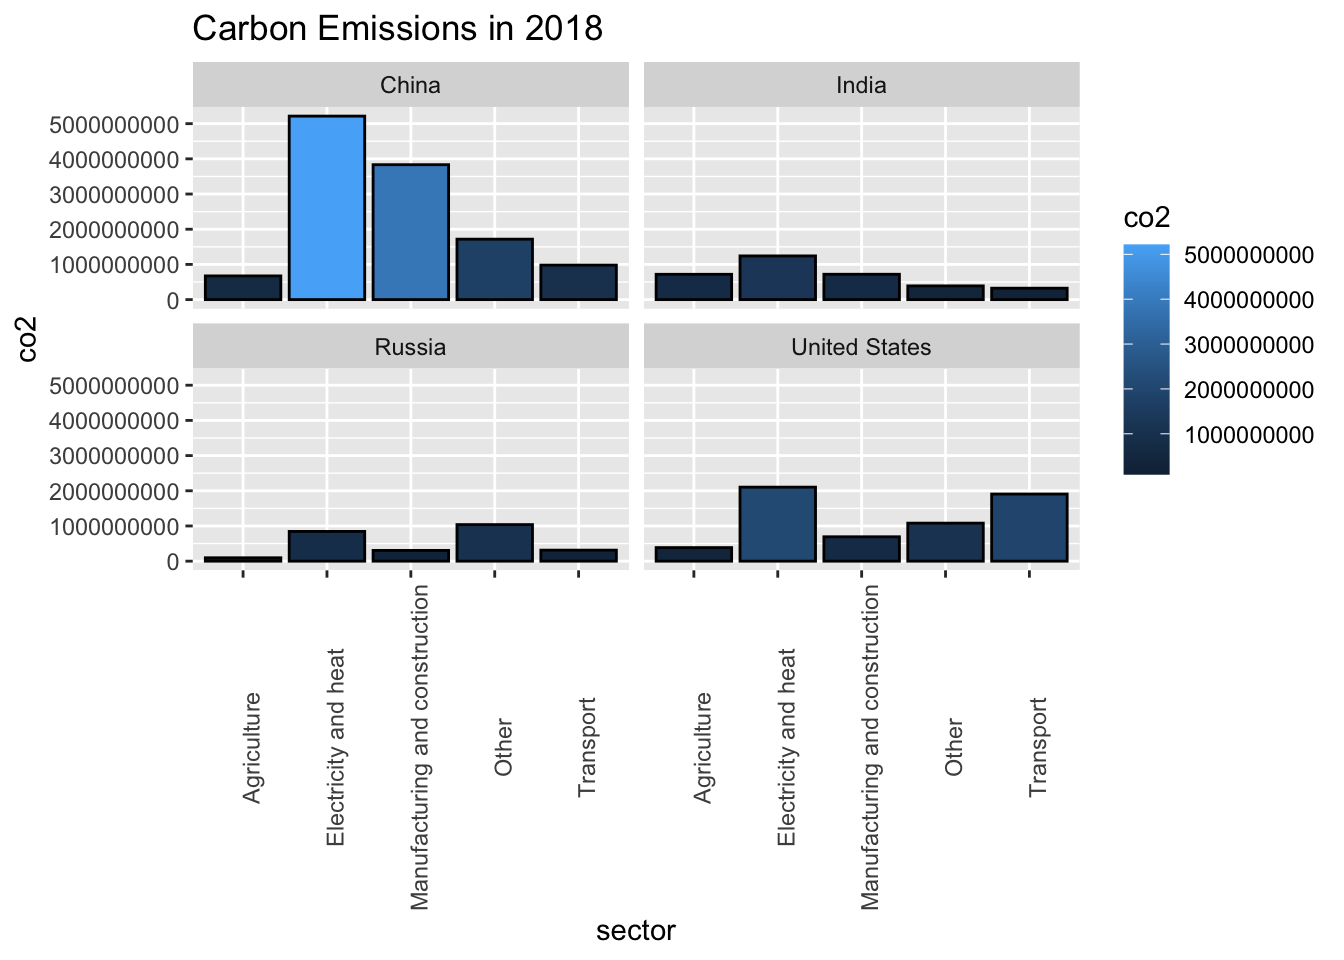 Carbon Emissions in 2018
China
India
5000000000
4000000000
3000000000
2000000000
1000000000
0
Russia
United States
5000000000
4000000000
3000000000
2000000000
1000000000
0
co2
Agriculture
Electricity and heat
Manufacturing and construction
Other
Transport
Agriculture
Electricity and heat
Manufacturing and construction
Other
Transport
sector
co2
5000000000
4000000000
3000000000
2000000000
1000000000